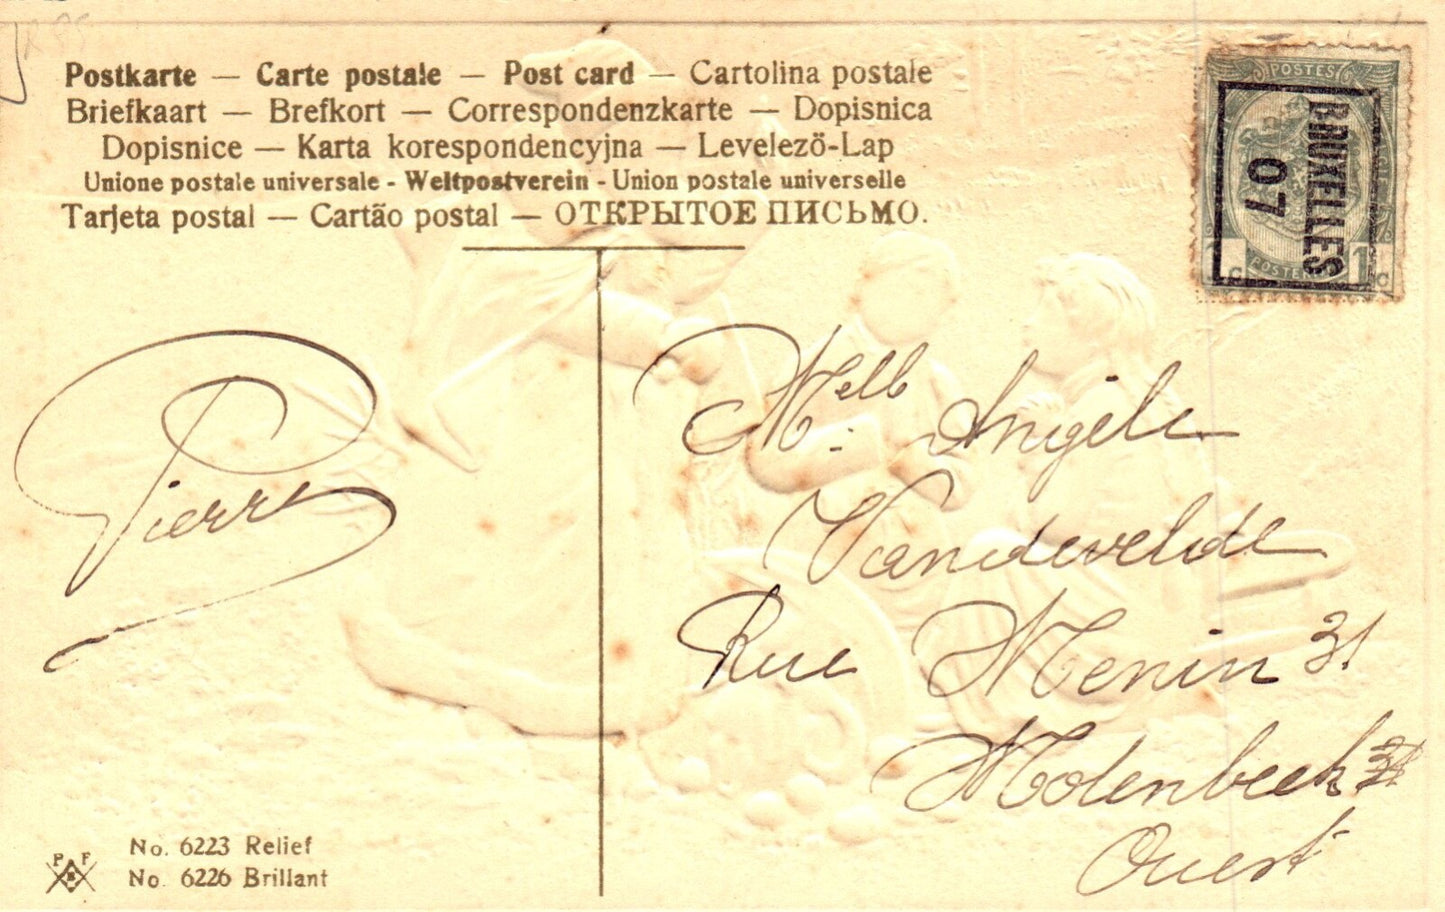 Postkarte — Carte postale — Post card — Cartolina postale
Briefkaart — Brefkort — Correspondenzkarte — Dopisnica
Dopisnice — Karta korespondencyjna — Levelező-Lap
Unione postale universale - Weltpostverein - Union postale universelle
Tarjeta postal — Cartão postal — ОТКРЫТОЕ ПИСЬМО.
POSTES
BRUXELLES
07
1 C
Pierre
Melle Angèle
Vandevelde
Rue Menin 31
Molenbeek
Ouest
P F
No. 6223 Relief
No. 6226 Brillant